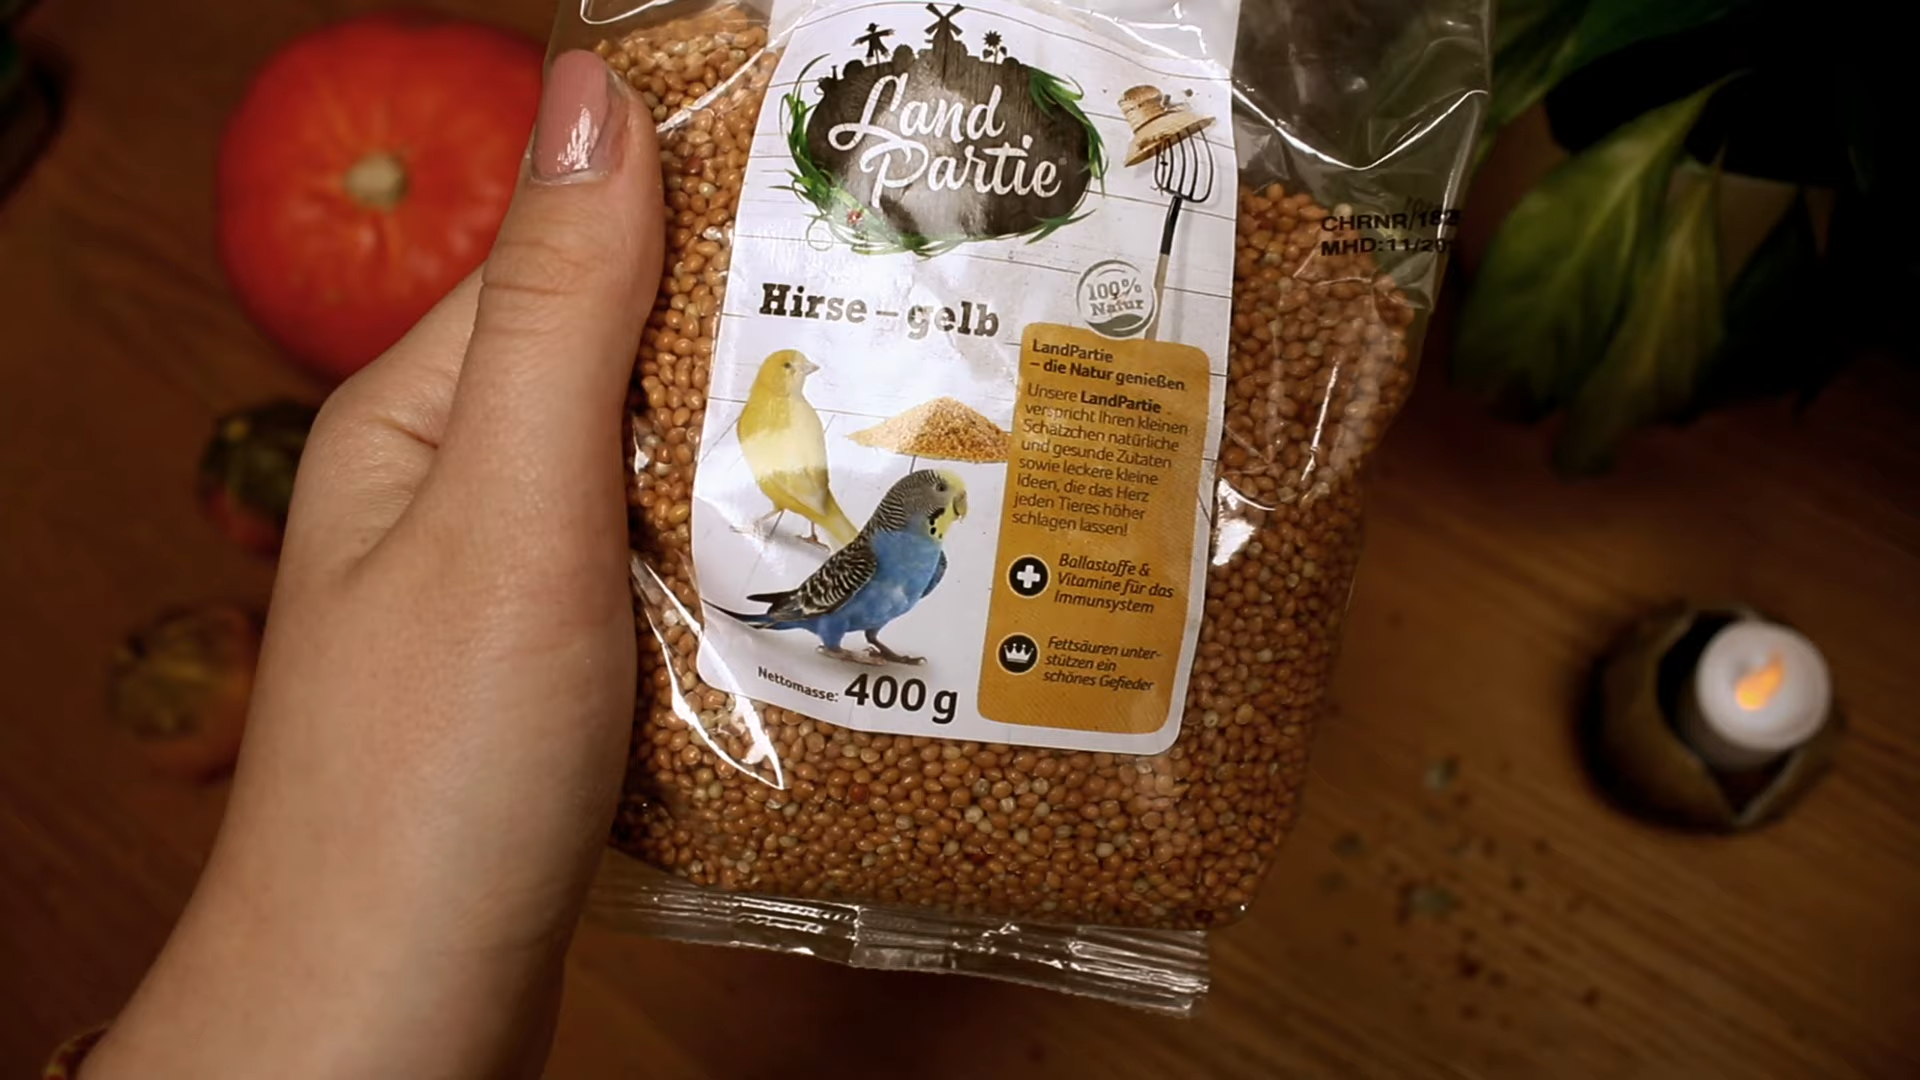 Land
Partie
100%
Natur
CHRNR/182
MHD:11/20
Hirse – gelb
LandPartie
– die Natur genießen
Unsere LandPartie
verspricht Ihren kleinen
Schätzchen natürliche
und gesunde Zutaten
sowie leckere kleine
Ideen, die das Herz
jeden Tieres höher
schlagen lassen!
Ballastoffe &
Vitamine für das
Immunsystem
Fettsäuren unter-
stützen ein
schönes Gefieder
Nettomasse: 400 g